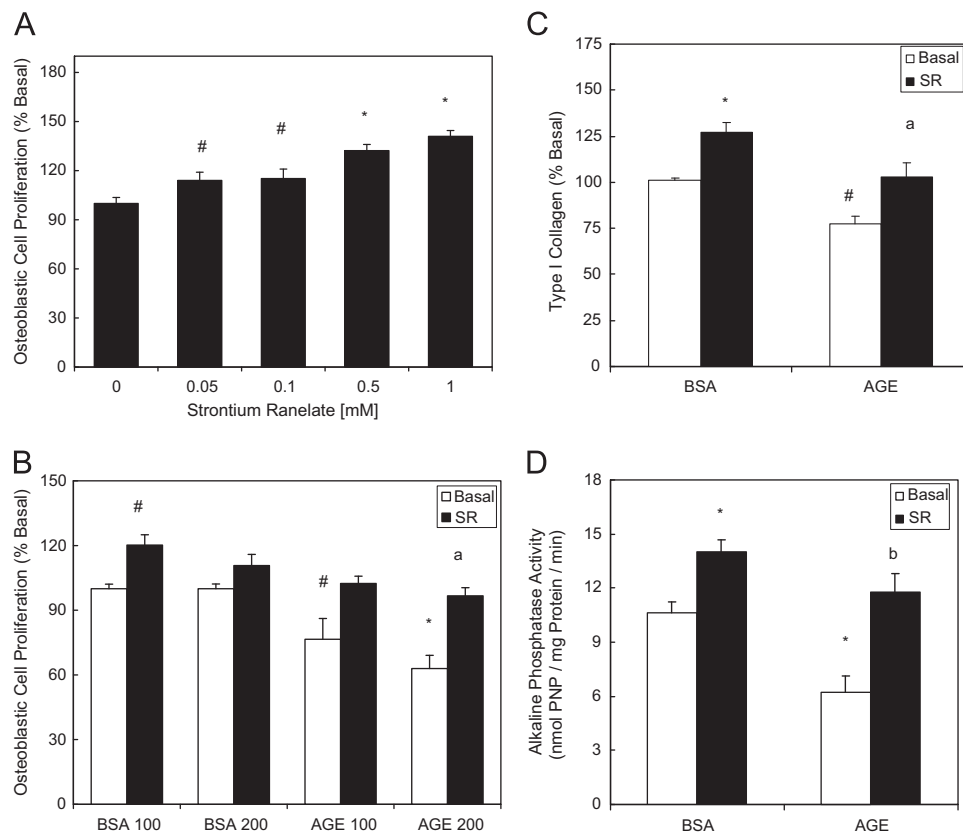 A
Osteoblastic Cell Proliferation (% Basal)
180
150
120
90
60
30
0
#
#
*
*
0 0.05 0.1 0.5 1
Strontium Ranelate [mM]
B
Osteoblastic Cell Proliferation (% Basal)
150
120
90
60
30
0
Basal
SR
#
#
*
a
BSA 100 BSA 200 AGE 100 AGE 200
C
Type I Collagen (% Basal)
175
150
125
100
75
50
25
0
Basal
SR
*
#
a
BSA AGE
D
Alkaline Phosphatase Activity
(nmol PNP / mg Protein / min)
18
15
12
9
6
3
0
Basal
SR
*
*
b
BSA AGE